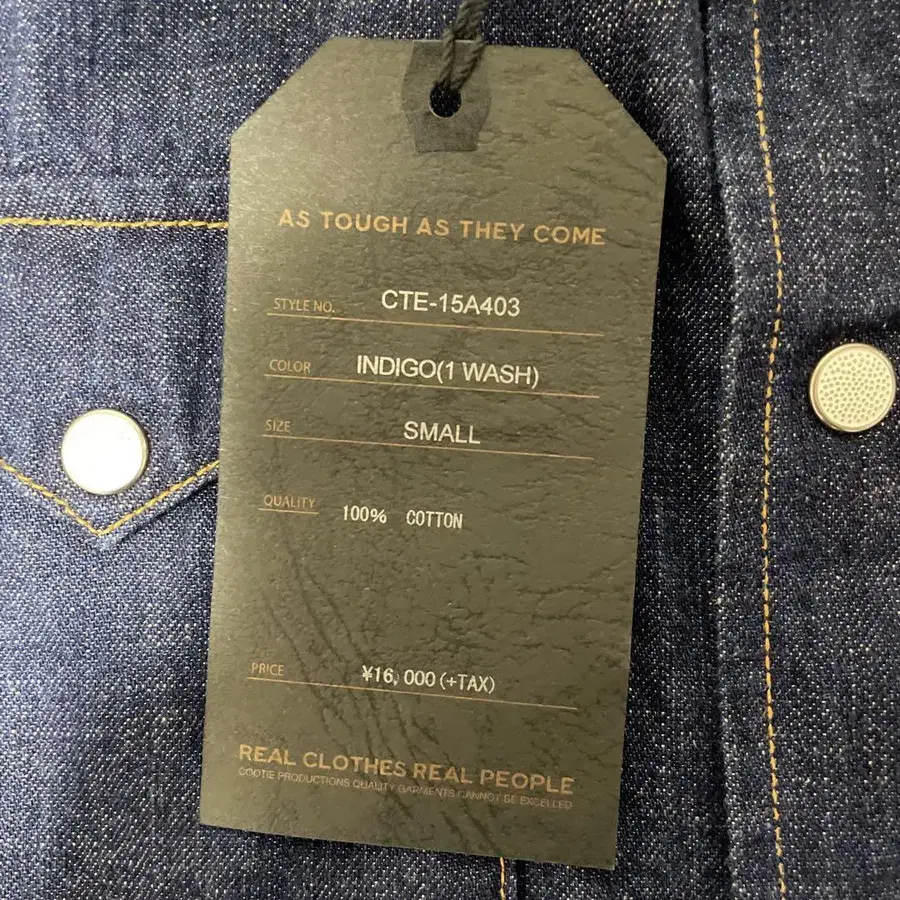 AS TOUGH AS THEY COME
STYLE NO. CTE-15A403
COLOR INDIGO(1 WASH)
SIZE SMALL
QUALITY 100% COTTON
PRICE ¥16,000(+TAX)
REAL CLOTHES REAL PEOPLE
COOTIE PRODUCTIONS QUALITY GARMENTS CANNOT BE EXCELLED